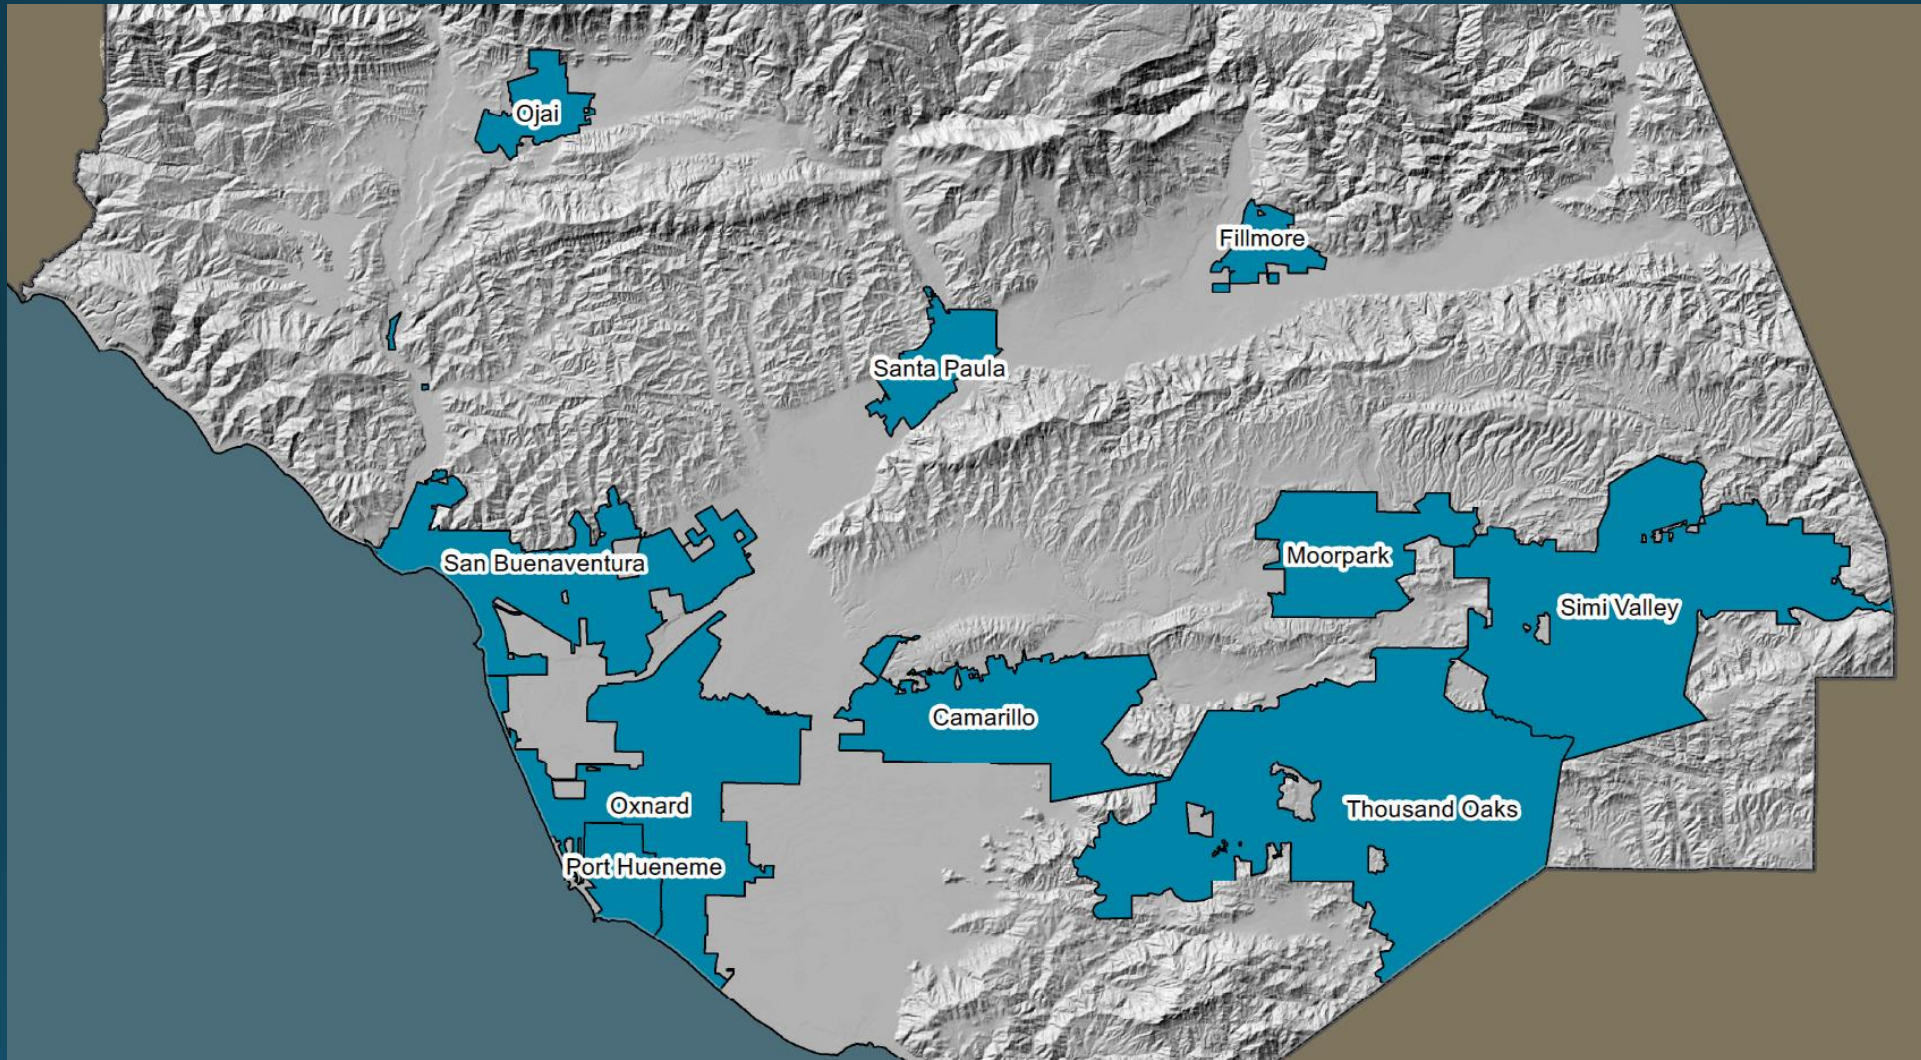 Ojai
Fillmore
Santa Paula
San Buenaventura
Moorpark
Simi Valley
Camarillo
Oxnard
Thousand Oaks
Port Hueneme